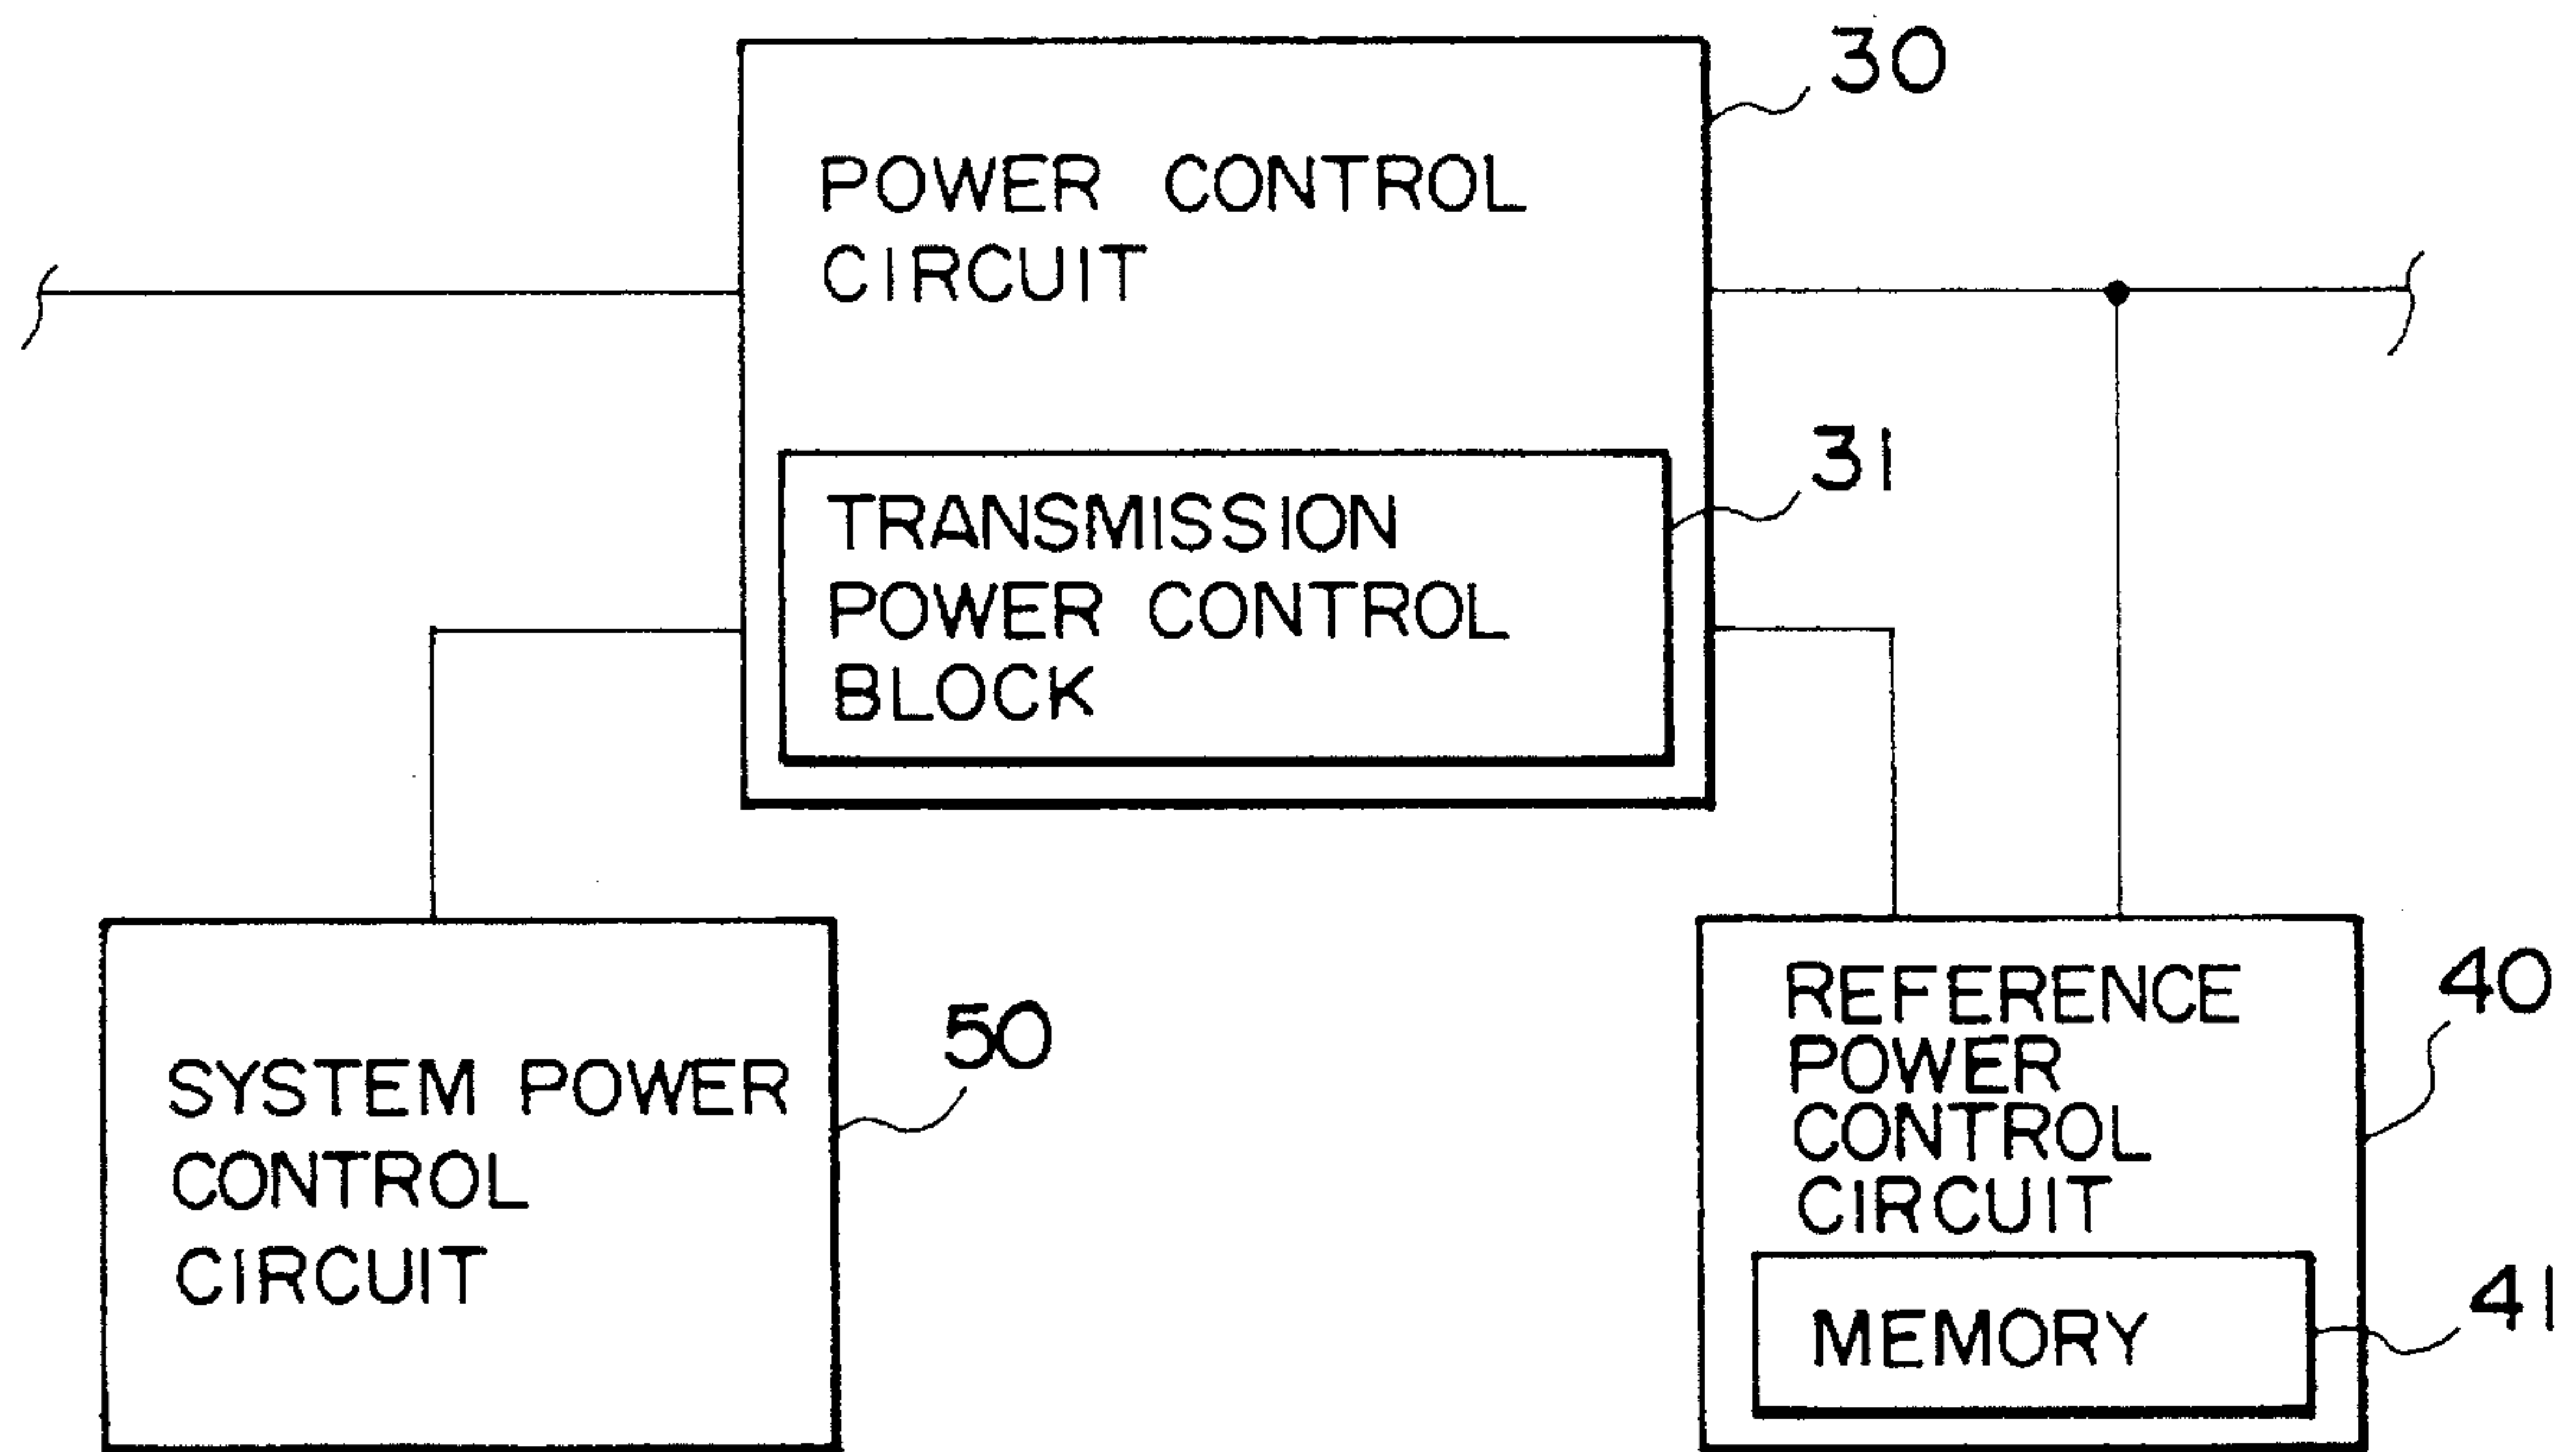 30
POWER CONTROL
CIRCUIT
31
TRANSMISSION
POWER CONTROL
BLOCK
50
SYSTEM POWER
CONTROL
CIRCUIT
40
REFERENCE
POWER
CONTROL
CIRCUIT
41
MEMORY